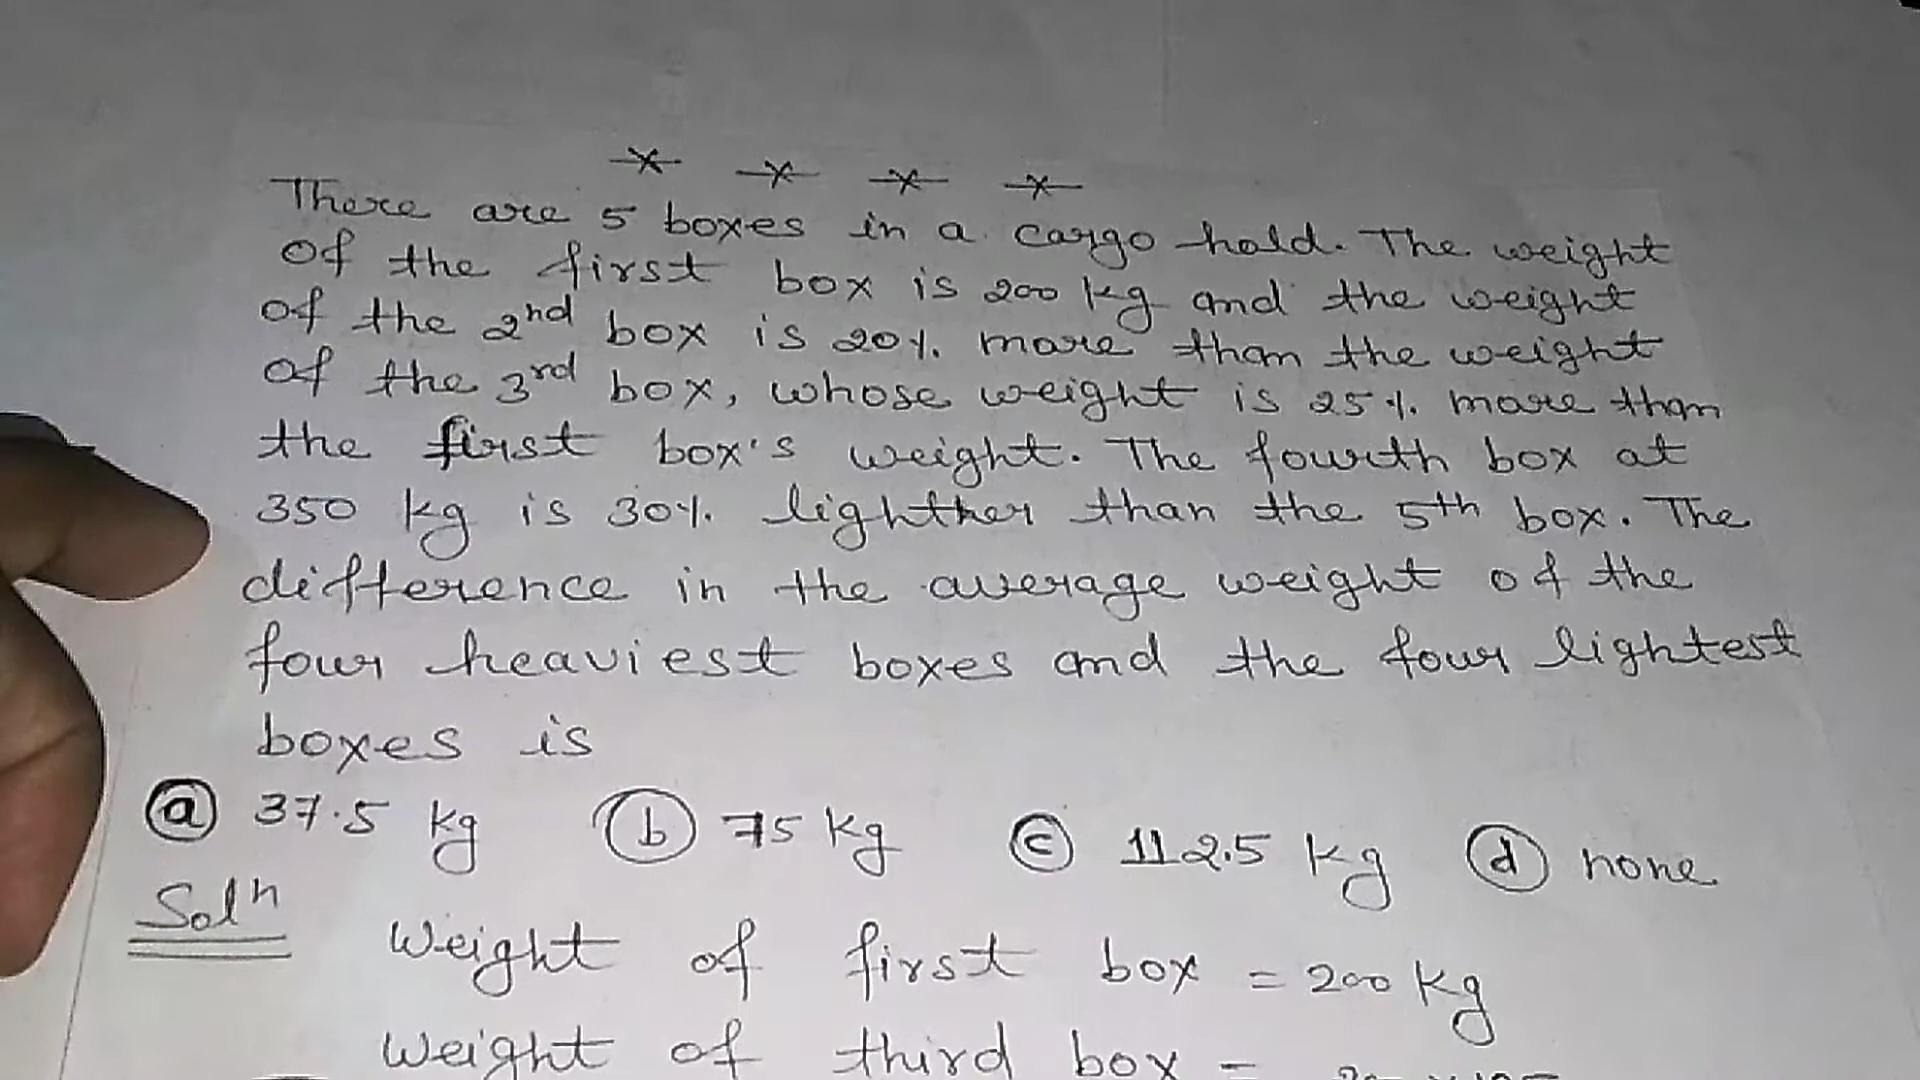 There are 5 boxes in a cargo hold. The weight
of the first box is 200 kg and the weight
of the 2nd box is 20% more than the weight
of the 3rd box, whose weight is 25% more than
the first box's weight. The fourth box at
350 kg is 30% lighther than the 5th box. The
difference in the average weight of the
four heaviest boxes and the four lightest
boxes is
(a) 37.5 kg (b) 75 kg (c) 112.5 kg (d) none
Solⁿ
Weight of first box = 200 kg
Weight of third box =